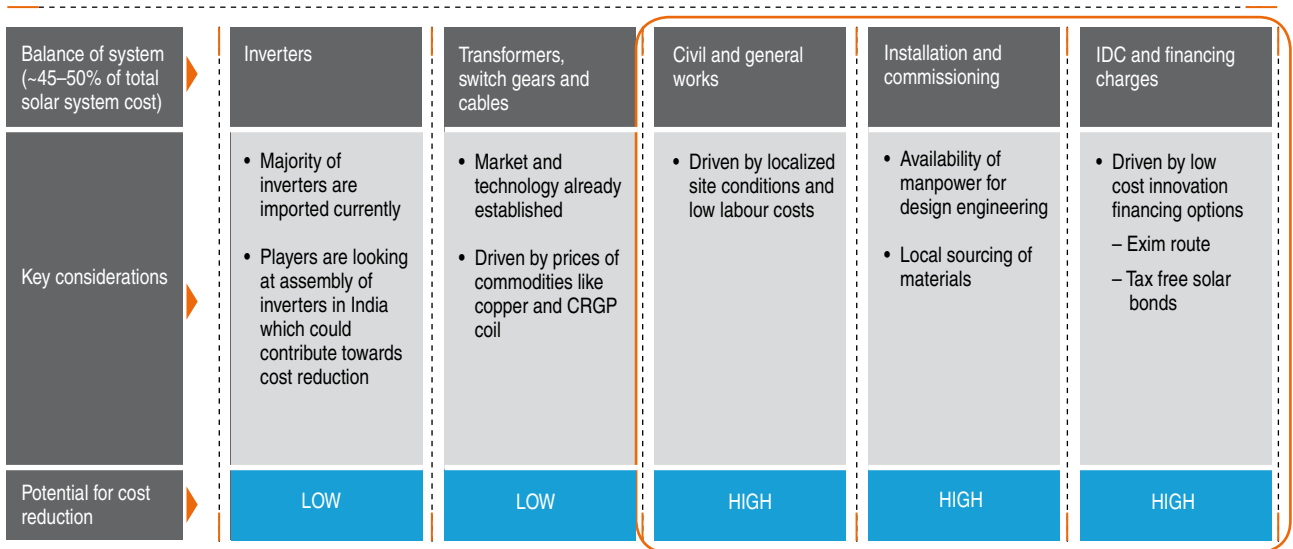 Balance of system
(~45–50% of total
solar system cost)
Inverters
Transformers,
switch gears and
cables
Civil and general
works
Installation and
commissioning
IDC and financing
charges
Key considerations
• Majority of
inverters are
imported currently
• Players are looking
at assembly of
inverters in India
which could
contribute towards
cost reduction
• Market and
technology already
established
• Driven by prices of
commodities like
copper and CRGP
coil
• Driven by localized
site conditions and
low labour costs
• Availability of
manpower for
design engineering
• Local sourcing of
materials
• Driven by low
cost innovation
financing options
– Exim route
– Tax free solar
bonds
Potential for cost
reduction
LOW
LOW
HIGH
HIGH
HIGH